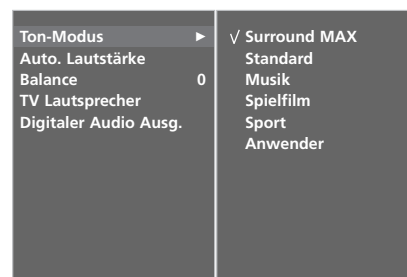 Ton-Modus ►
Auto. Lautstärke
Balance 0
TV Lautsprecher
Digitaler Audio Ausg.
√ Surround MAX
Standard
Musik
Spielfilm
Sport
Anwender